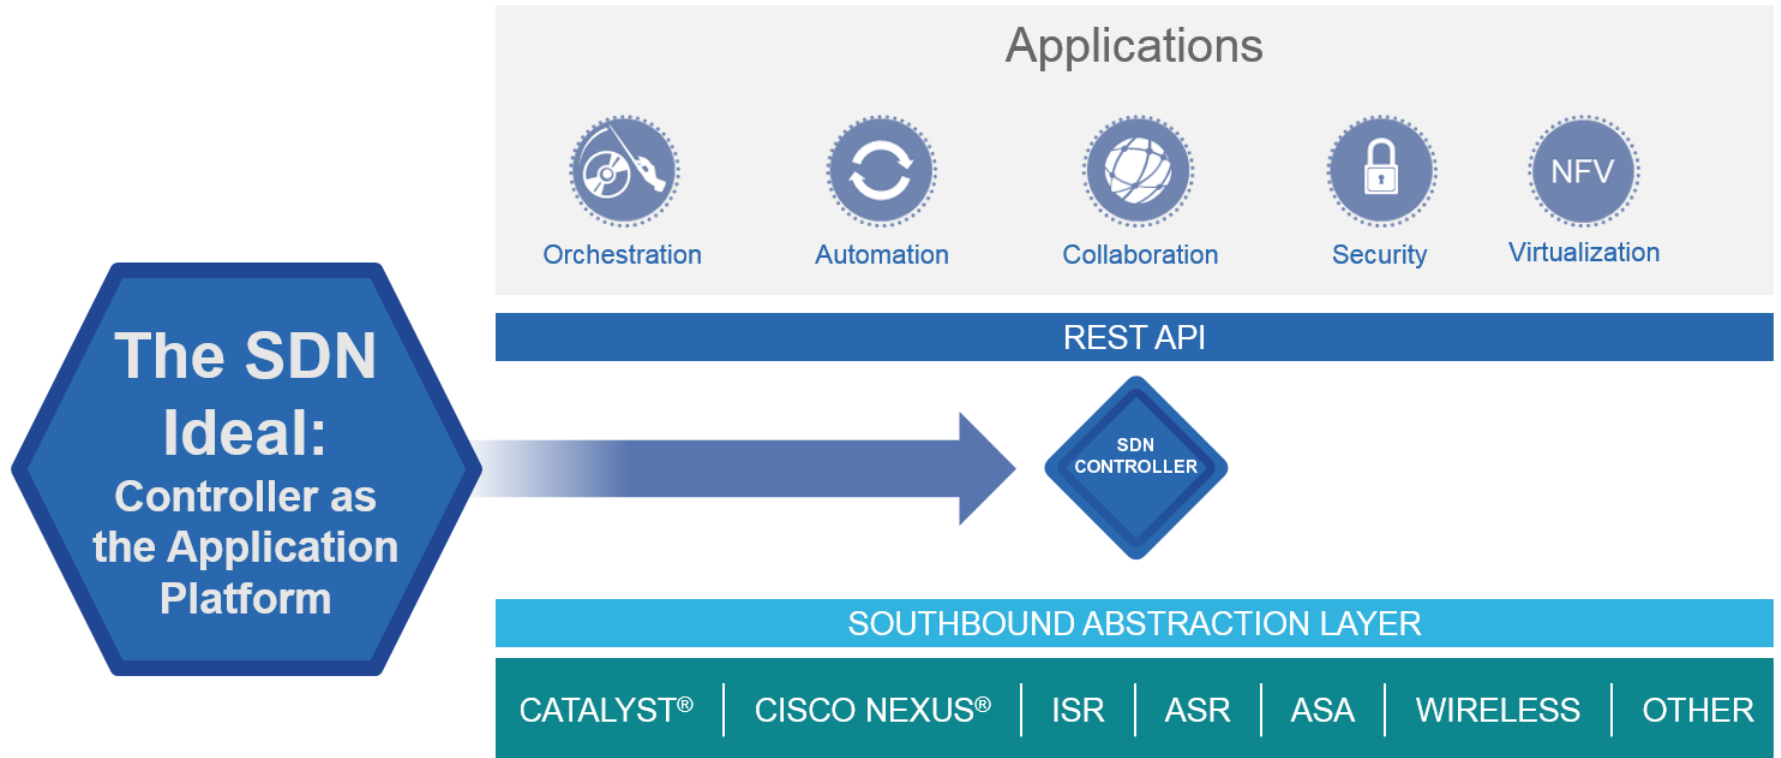 Applications
NFV
Orchestration
Automation
Collaboration
Security
Virtualization
REST API
The SDN
Ideal:
Controller as
the Application
Platform
SDN
CONTROLLER
SOUTHBOUND ABSTRACTION LAYER
CATALYST® | CISCO NEXUS® | ISR | ASR | ASA | WIRELESS | OTHER